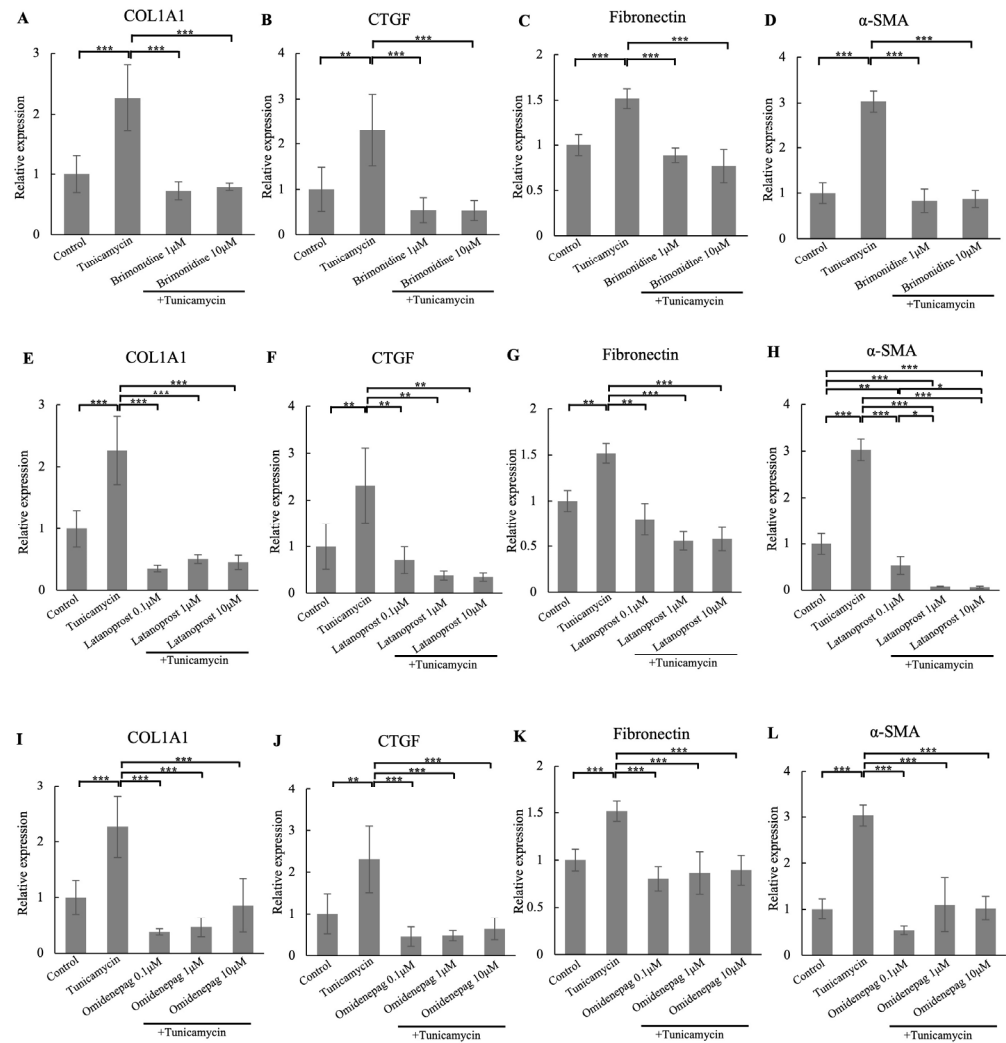 A COL1A1
***
*** ***
Relative expression
3
2
1
0
Control
Tunicamycin
Brimonidine 1μM
Brimonidine 10μM
+Tunicamycin
B CTGF
***
** ***
Relative expression
4
3
2
1
0
Control
Tunicamycin
Brimonidine 1μM
Brimonidine 10μM
+Tunicamycin
C Fibronectin
***
*** ***
Relative expression
2
1.5
1
0.5
0
Control
Tunicamycin
Brimonidine 1μM
Brimonidine 10μM
+Tunicamycin
D α-SMA
***
*** ***
Relative expression
4
3
2
1
0
Control
Tunicamycin
Brimonidine 1μM
Brimonidine 10μM
+Tunicamycin
E COL1A1
***
***
*** ***
Relative expression
3
2
1
0
Control
Tunicamycin
Latanoprost 0.1μM
Latanoprost 1μM
Latanoprost 10μM
+Tunicamycin
F CTGF
**
**
** **
Relative expression
4
3
2
1
0
Control
Tunicamycin
Latanoprost 0.1μM
Latanoprost 1μM
Latanoprost 10μM
+Tunicamycin
G Fibronectin
***
***
** **
Relative expression
2
1.5
1
0.5
0
Control
Tunicamycin
Latanoprost 0.1μM
Latanoprost 1μM
Latanoprost 10μM
+Tunicamycin
H α-SMA
***
***
** *
***
***
*** *** *
Relative expression
4
3
2
1
0
Control
Tunicamycin
Latanoprost 0.1μM
Latanoprost 1μM
Latanoprost 10μM
+Tunicamycin
I COL1A1
***
***
*** ***
Relative expression
3
2
1
0
Control
Tunicamycin
Omidenepag 0.1μM
Omidenepag 1μM
Omidenepag 10μM
+Tunicamycin
J CTGF
***
***
** ***
Relative expression
4
3
2
1
0
Control
Tunicamycin
Omidenepag 0.1μM
Omidenepag 1μM
Omidenepag 10μM
+Tunicamycin
K Fibronectin
***
***
*** ***
Relative expression
2
1.5
1
0.5
0
Control
Tunicamycin
Omidenepag 0.1μM
Omidenepag 1μM
Omidenepag 10μM
+Tunicamycin
L α-SMA
***
***
*** ***
Relative expression
4
3
2
1
0
Control
Tunicamycin
Omidenepag 0.1μM
Omidenepag 1μM
Omidenepag 10μM
+Tunicamycin